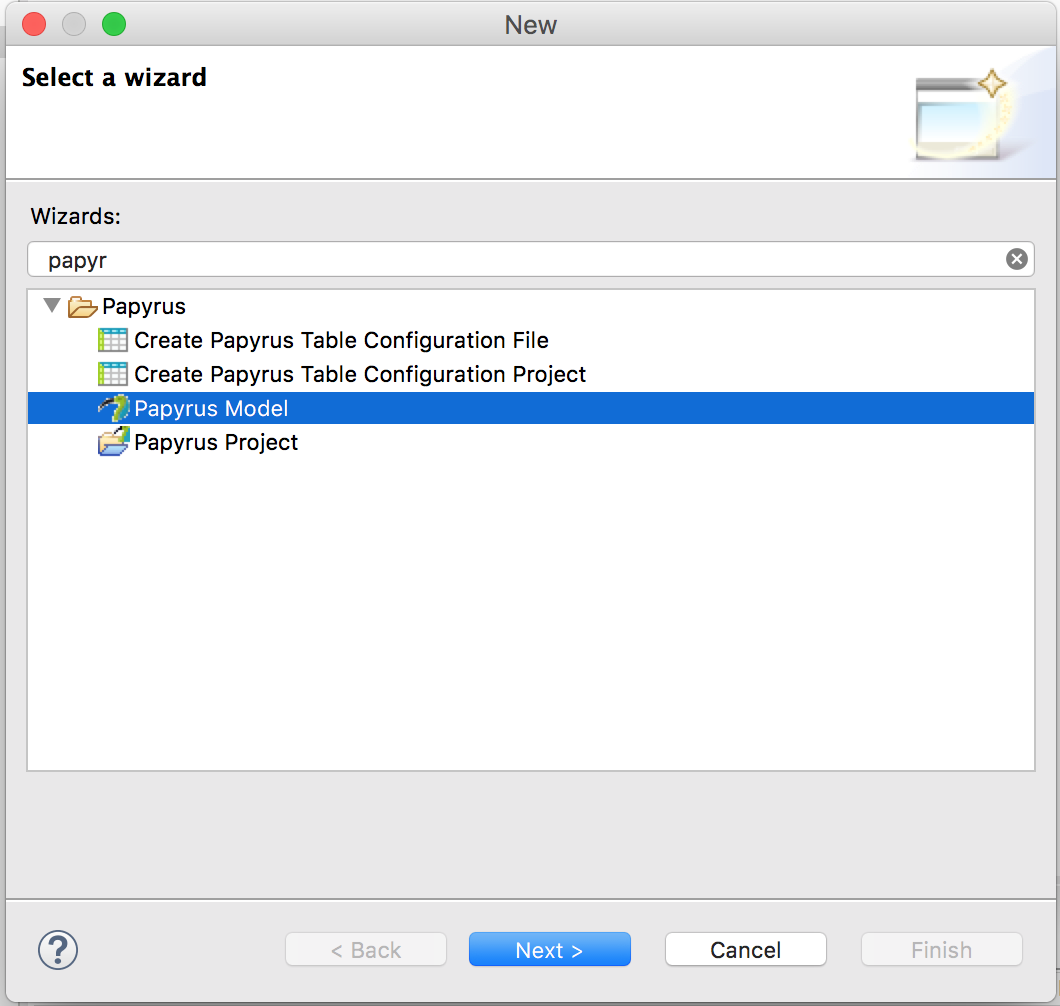 New
Select a wizard
Wizards:
papyr
Papyrus
Create Papyrus Table Configuration File
Create Papyrus Table Configuration Project
Papyrus Model
Papyrus Project
?
< Back
Next >
Cancel
Finish